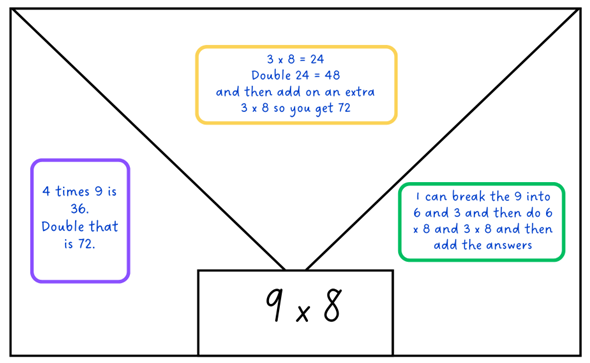 3 x 8 = 24
Double 24 = 48
and then add on an extra
3 x 8 so you get 72
4 times 9 is
36.
Double that
is 72.
I can break the 9 into
6 and 3 and then do 6
x 8 and 3 x 8 and then
add the answers
9 x 8